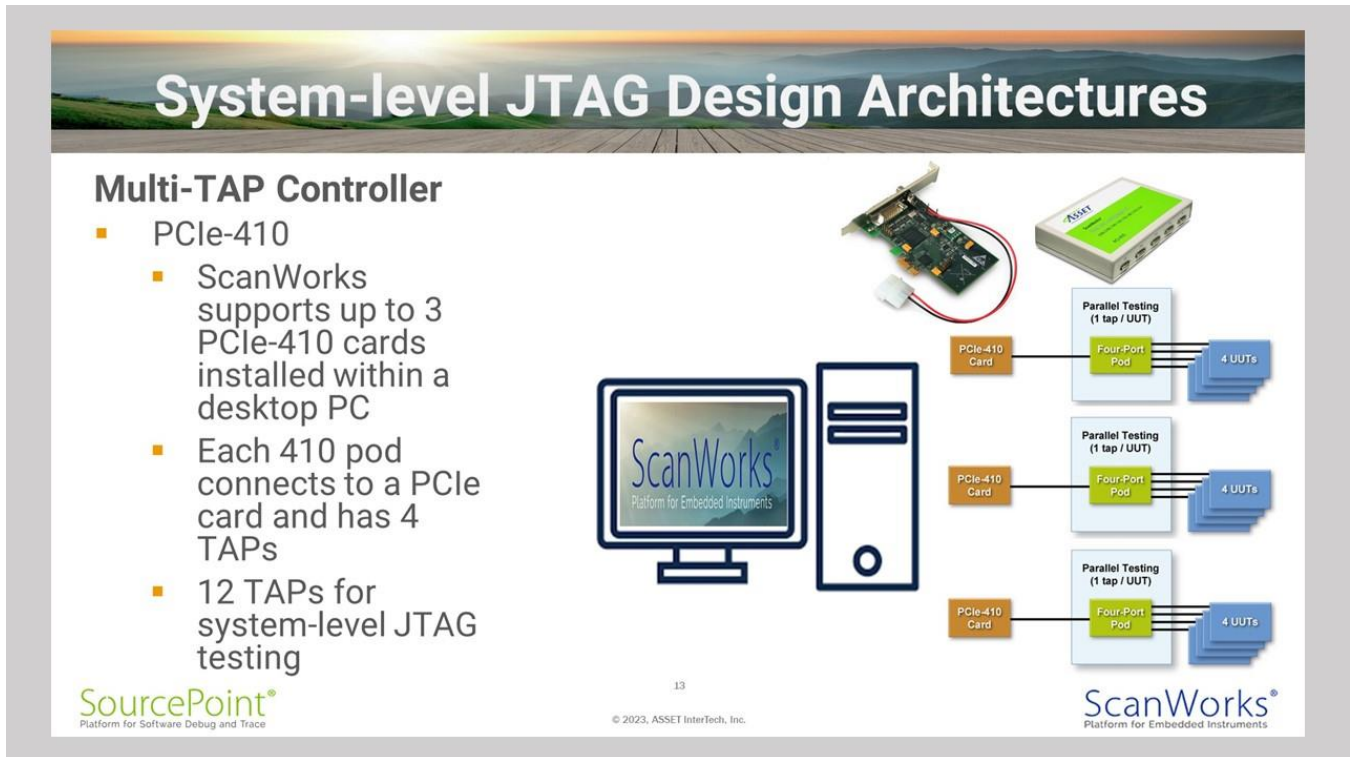 System-level JTAG Design Architectures
Multi-TAP Controller
▪ PCIe-410
▪ ScanWorks
supports up to 3
PCIe-410 cards
installed within a
desktop PC
▪ Each 410 pod
connects to a PCIe
card and has 4
TAPs
▪ 12 TAPs for
system-level JTAG
testing
ASSET
ScanWorks®
Platform for Embedded Instruments
Parallel Testing
(1 tap / UUT)
PCIe-410
Card
Four-Port
Pod
4 UUTs
Parallel Testing
(1 tap / UUT)
PCIe-410
Card
Four-Port
Pod
4 UUTs
Parallel Testing
(1 tap / UUT)
PCIe-410
Card
Four-Port
Pod
4 UUTs
SourcePoint®
Platform for Software Debug and Trace
13
© 2023, ASSET InterTech, Inc.
ScanWorks®
Platform for Embedded Instruments